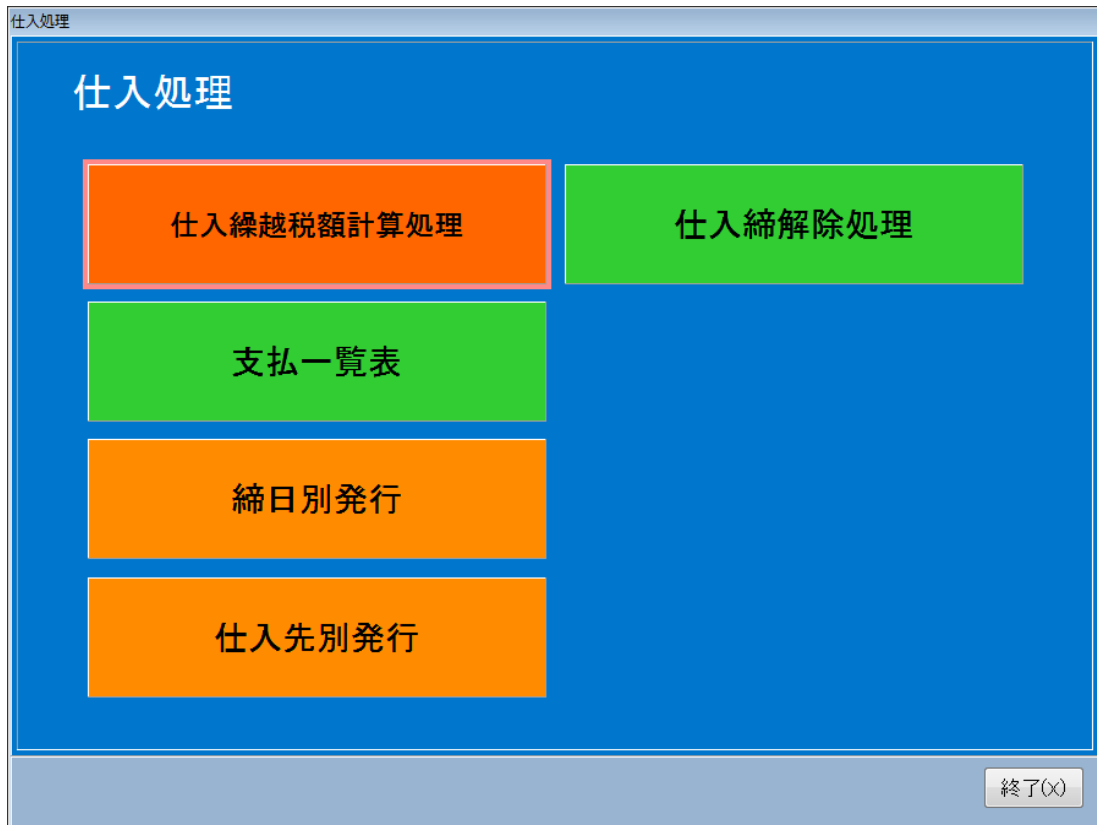 仕入処理
仕入処理
仕入繰越税額計算処理
仕入締解除処理
支払一覧表
締日別発行
仕入先別発行
終了(X)